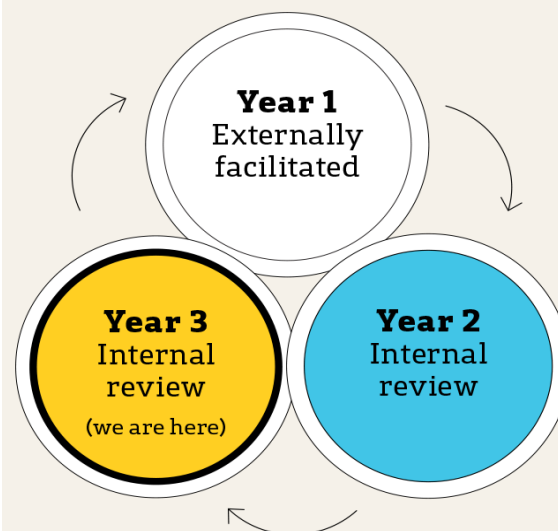 Year 1
Externally
facilitated
Year 2
Internal
review
Year 3
Internal
review
(we are here)